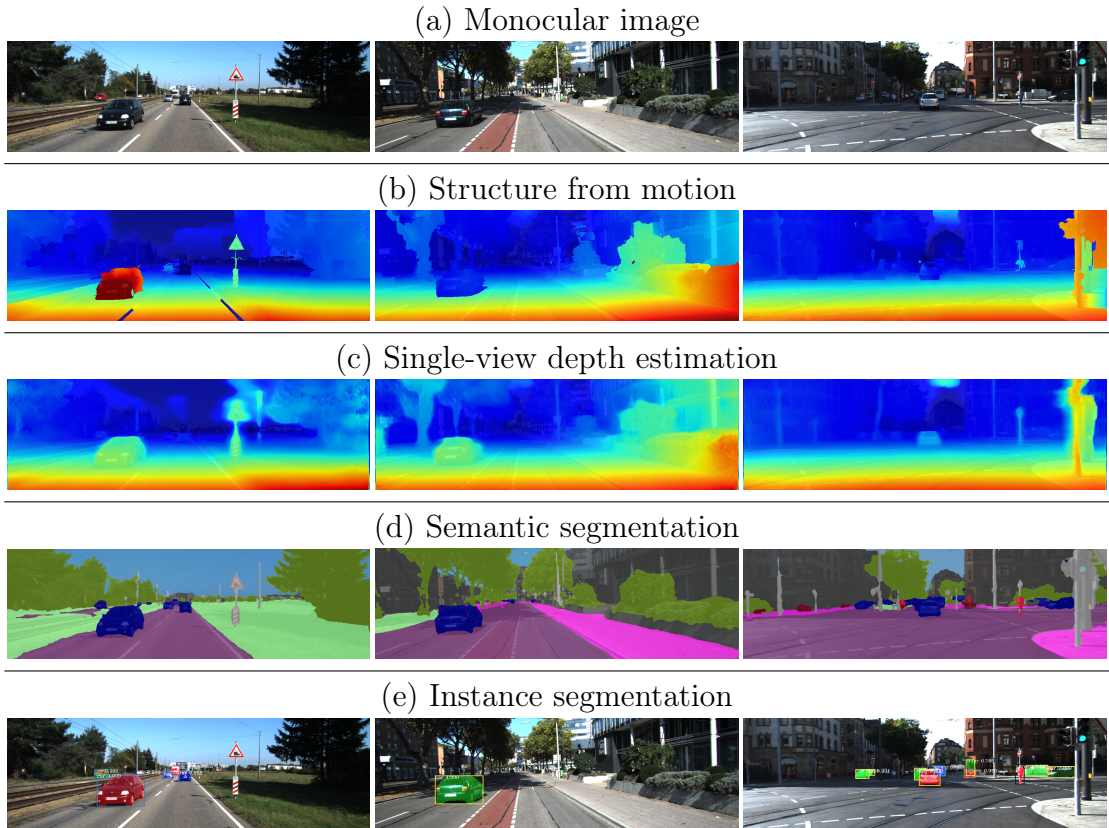 (a) Monocular image
(b) Structure from motion
(c) Single-view depth estimation
(d) Semantic segmentation
(e) Instance segmentation